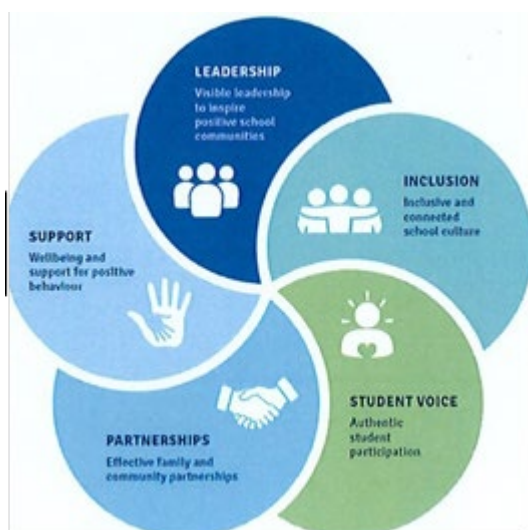 LEADERSHIP
Visible leadership
to inspire
positive school
communities
INCLUSION
Inclusive and
connected
school culture
STUDENT VOICE
Authentic
student
participation
PARTNERSHIPS
Effective family and
community partnerships
SUPPORT
Wellbeing and
support for positive
behaviour